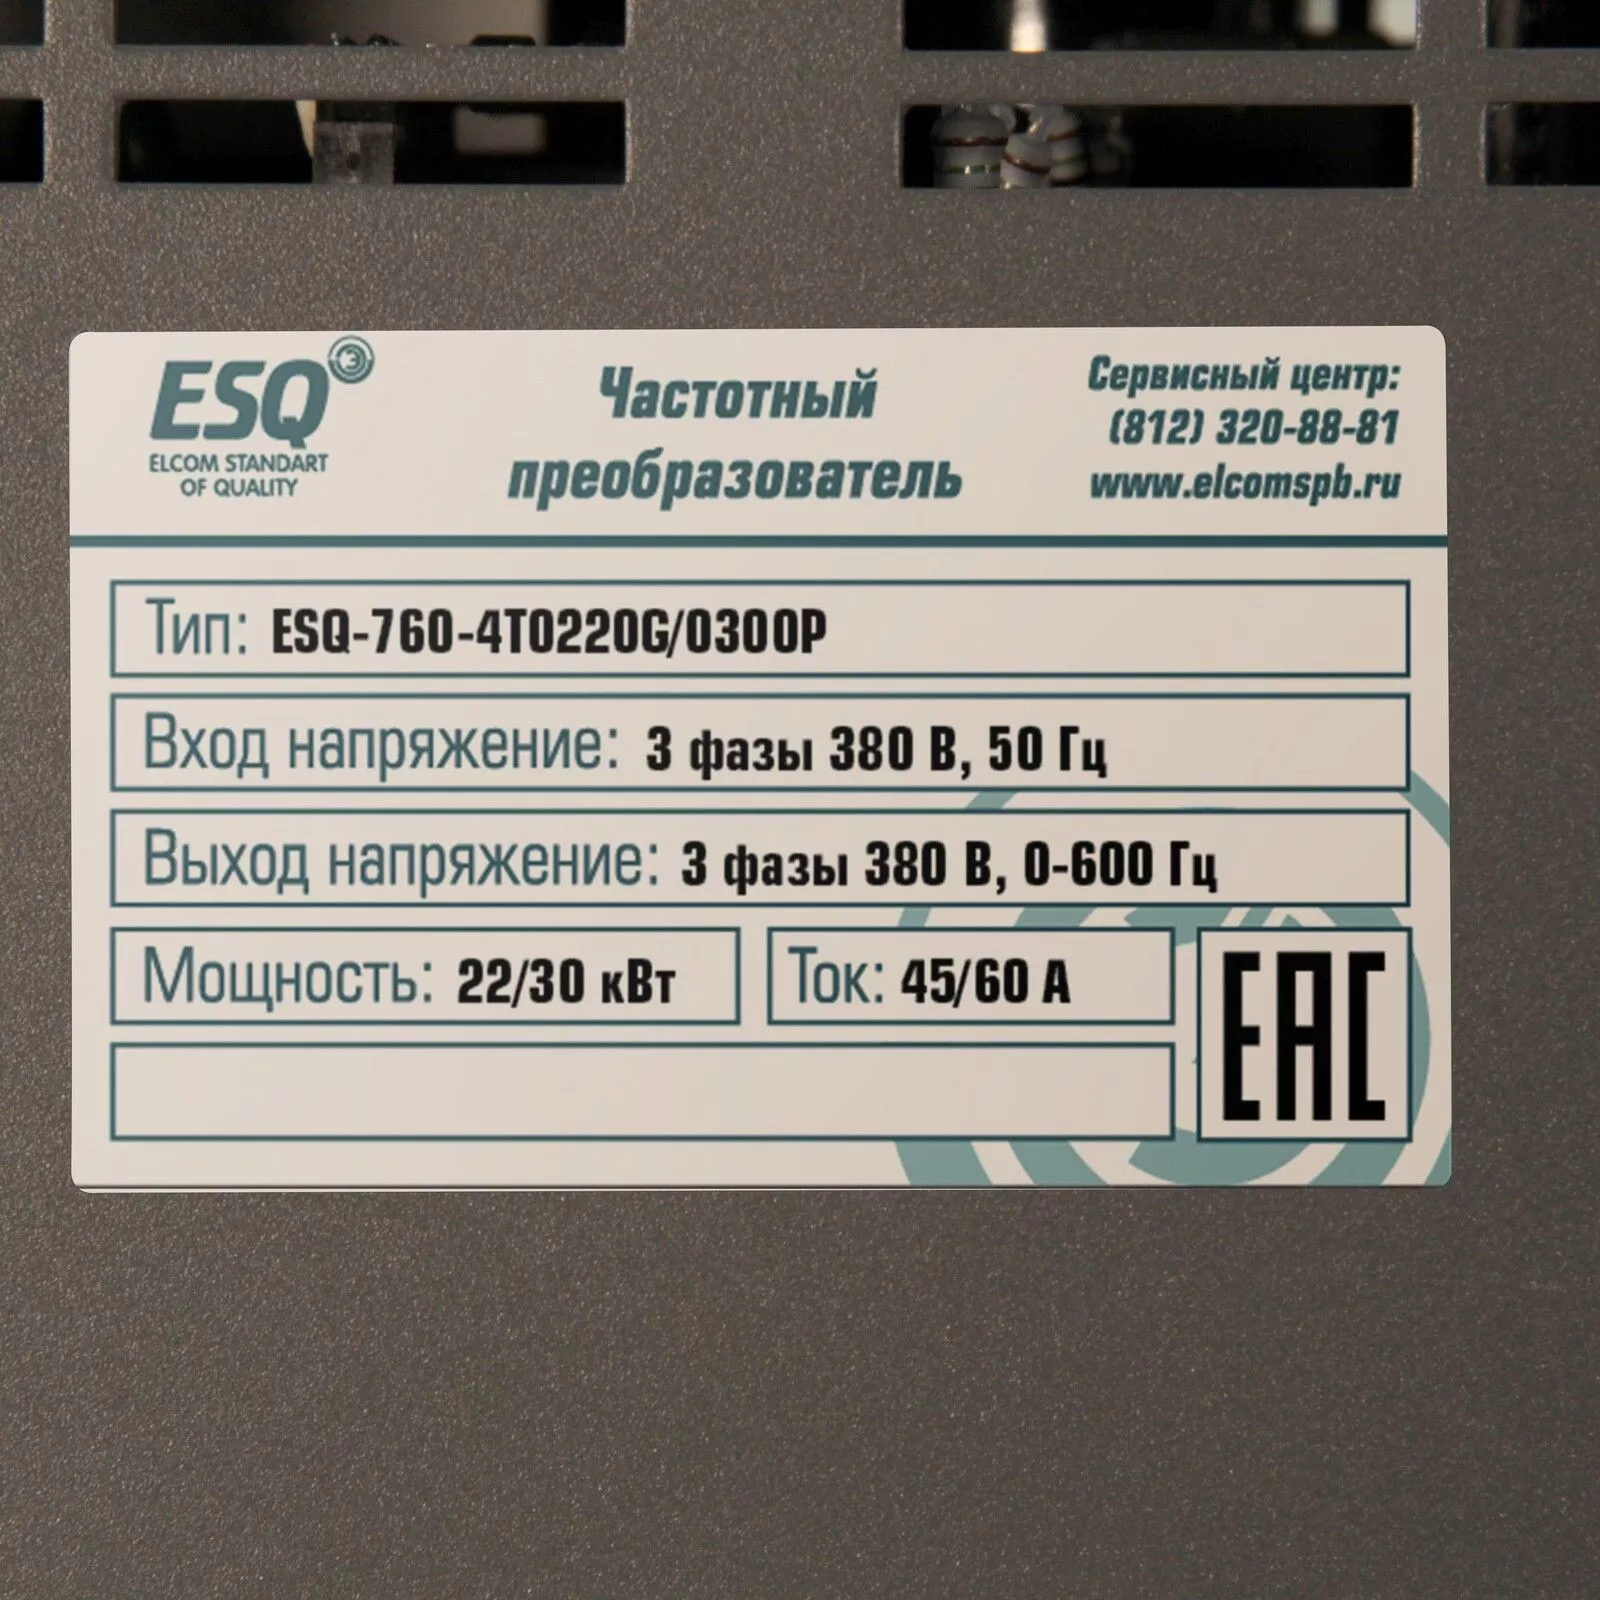 ESQ
ELCOM STANDART
OF QUALITY
Частотный
преобразователь
Сервисный центр:
(812) 320-88-81
www.elcomspb.ru
Тип: ESQ-760-4T0220G/0300P
Вход напряжение: 3 фазы 380 В, 50 Гц
Выход напряжение: 3 фазы 380 В, 0-600 Гц
Мощность: 22/30 кВт
Ток: 45/60 А
EAC